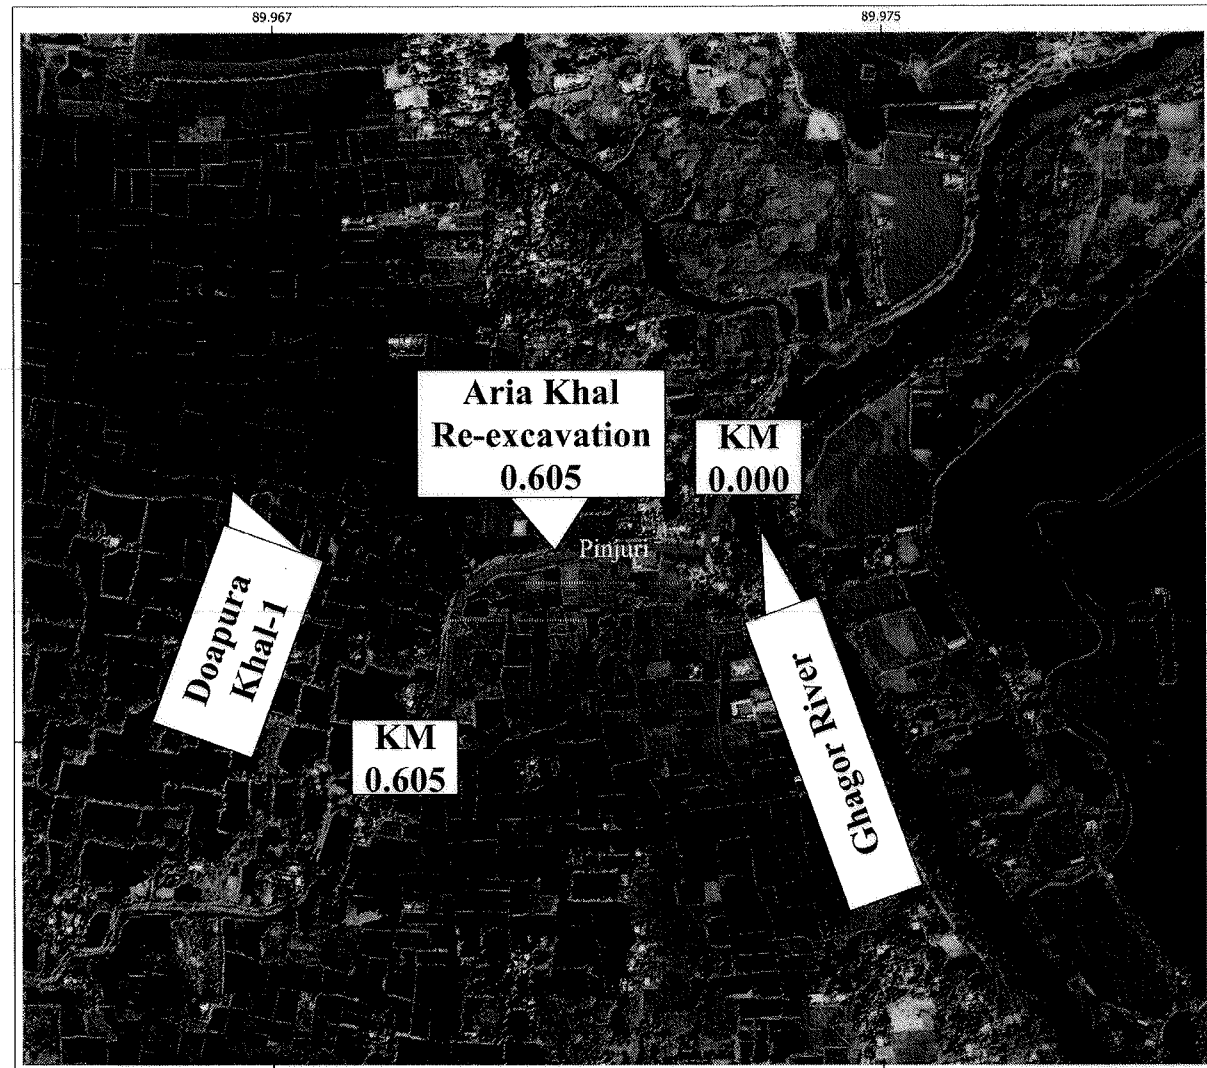 89.967
89.975
Aria Khal
Re-excavation
0.605
KM
0.000
Pinjuri
Doapura
Khal-1
KM
0.605
Ghagor River